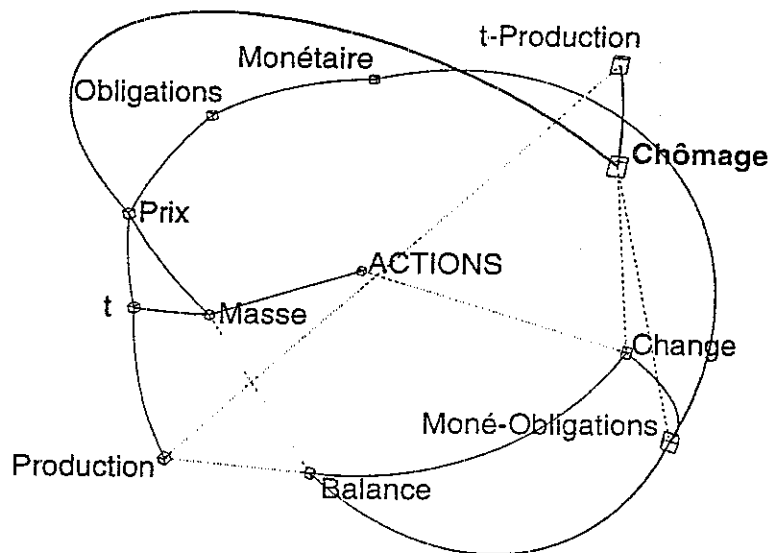 t-Production
Monétaire
Obligations
Chômage
Prix
ACTIONS
t
Masse
Change
Moné-Obligations
Production
Balance